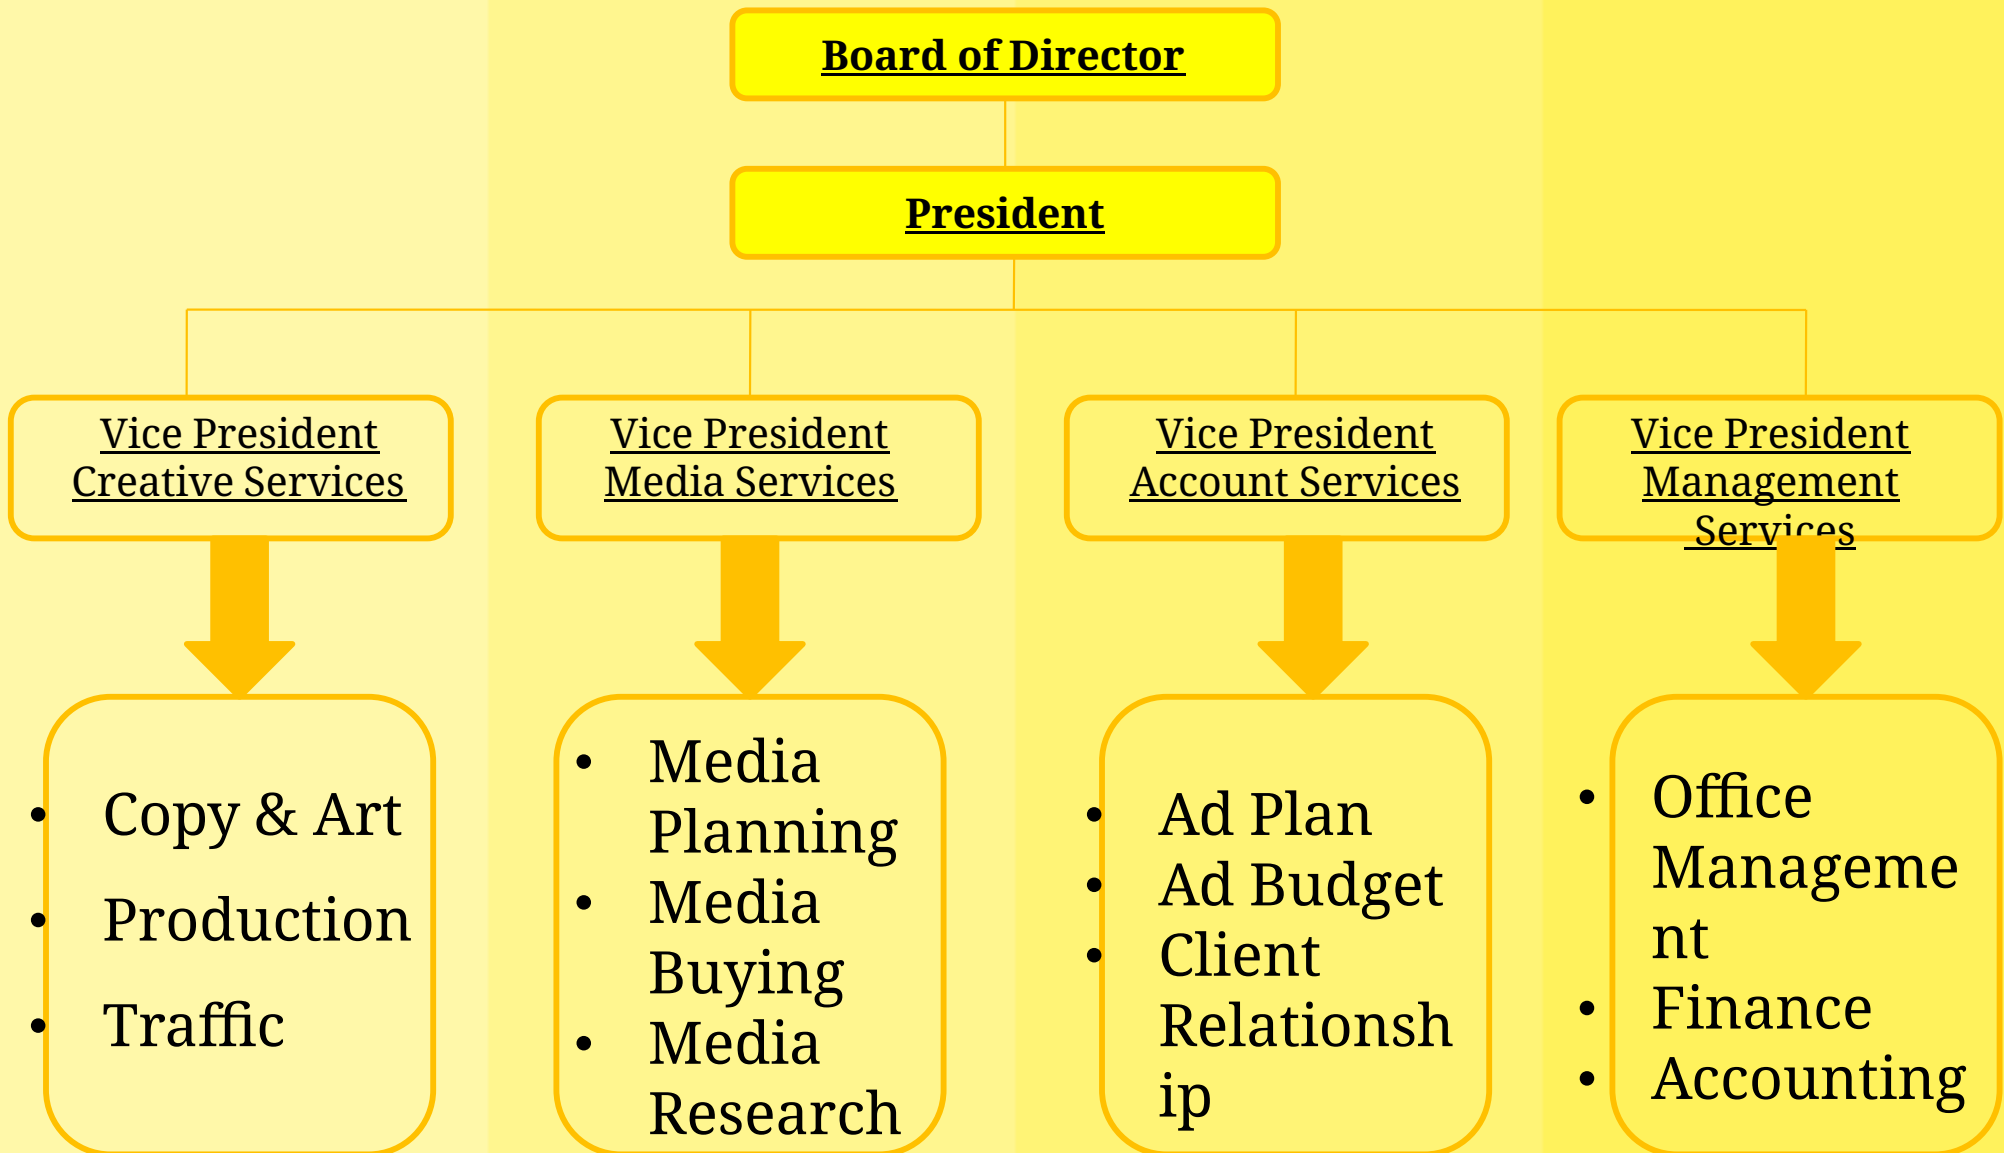 Board of Director
President
Vice President
Creative Services
Vice President
Media Services
Vice President
Account Services
Vice President
Management
Services
• Copy & Art
• Production
• Traffic
• Media
Planning
• Media
Buying
• Media
Research
• Ad Plan
• Ad Budget
• Client
Relationsh
ip
• Office
Manageme
nt
• Finance
• Accounting